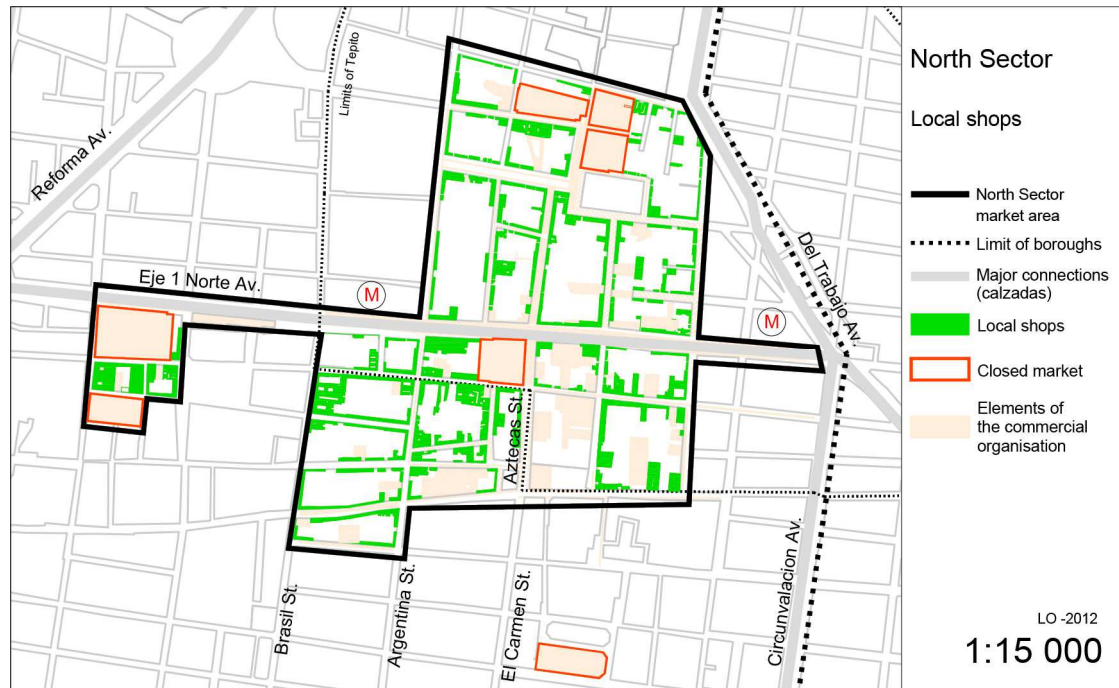 Reforma Av.
Limits of Tepito
Eje 1 Norte Av.
M
M
Del Trabajo Av.
Aztecas St.
Brasil St.
Argentina St.
El Carmen St.
Circunvalacion Av.
North Sector
Local shops
North Sector
market area
Limit of boroughs
Major connections
(calzadas)
Local shops
Closed market
Elements of
the commercial
organisation
LO -2012
1:15 000